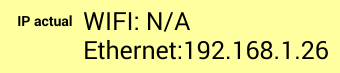 IP actual WIFI: N/A
Ethernet:192.168.1.26